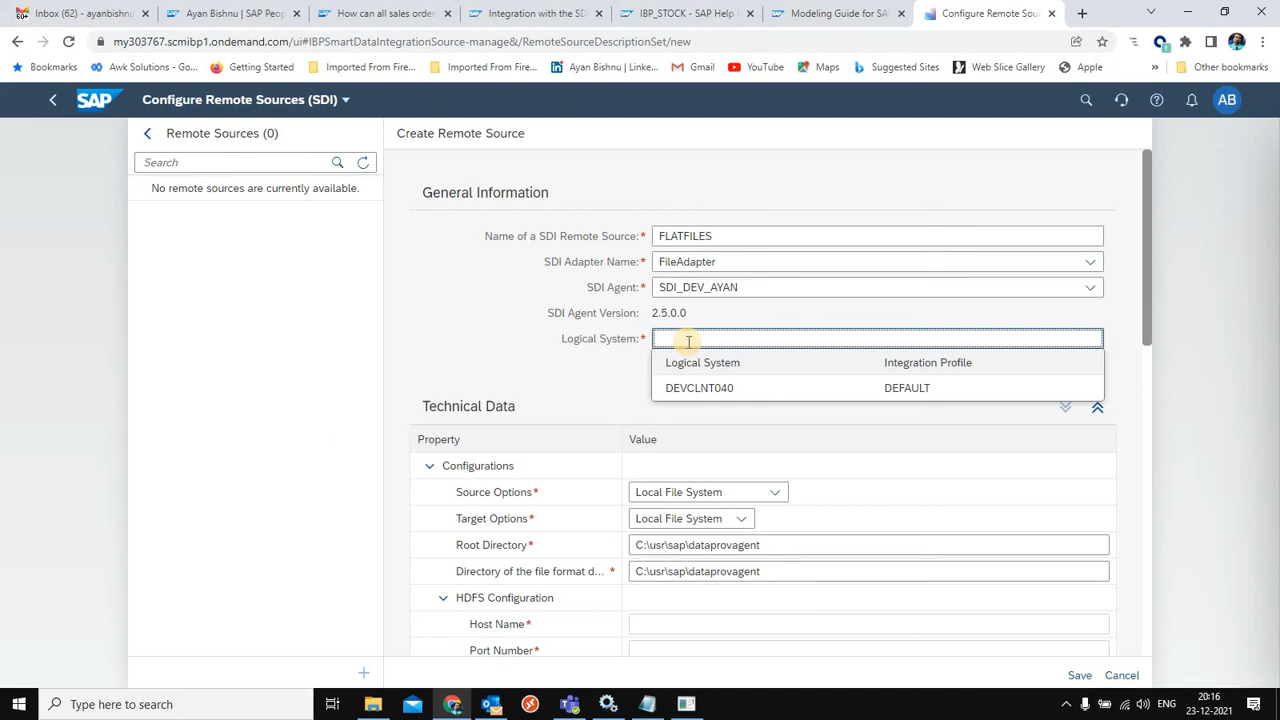 Inbox (62) - ayanbishnu
Ayan Bishnu | SAP Peop
How can all sales order
Integration with the SDI
IBP_STOCK - SAP Help P
Modeling Guide for SA
Configure Remote Sour
my303767.scmibp1.ondemand.com/ui#IBPSmartDataIntegrationSource-manage&/RemoteSourceDescriptionSet/new
Bookmarks
Awk Solutions - Go...
Getting Started
Imported From Fire...
Imported From Fire...
Ayan Bishnu | Linke...
Gmail
YouTube
Maps
Suggested Sites
Web Slice Gallery
Apple
»
Other bookmarks
SAP
Configure Remote Sources (SDI)
AB
Remote Sources (0)
Create Remote Source
Search
No remote sources are currently available.
General Information
Name of a SDI Remote Source:* FLATFILES
SDI Adapter Name:* FileAdapter
SDI Agent:* SDI_DEV_AYAN
SDI Agent Version: 2.5.0.0
Logical System:*
Logical System Integration Profile
DEVCLNT040 DEFAULT
Technical Data
Property Value
Configurations
Source Options* Local File System
Target Options* Local File System
Root Directory* C:\usr\sap\dataprovagent
Directory of the file format d... * C:\usr\sap\dataprovagent
HDFS Configuration
Host Name*
Port Number*
Save Cancel
Type here to search
ENG
20:16
23-12-2021